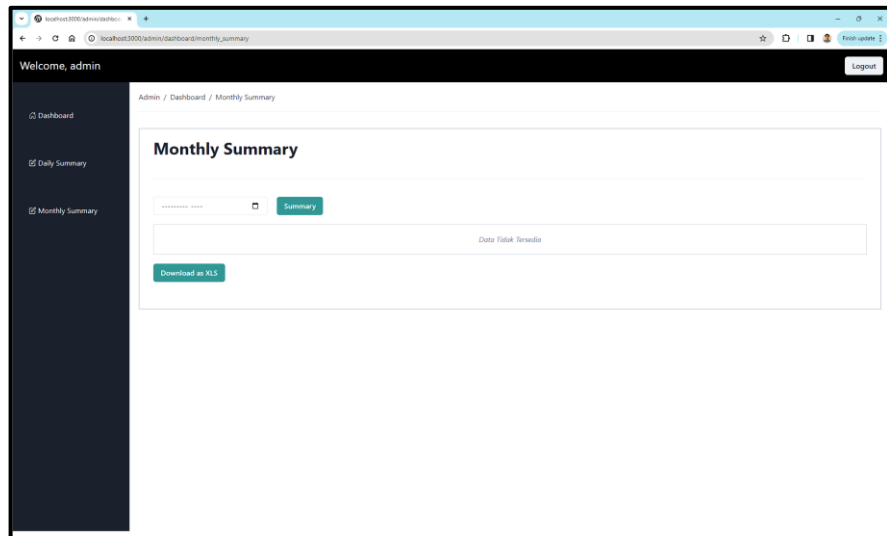 localhost:3000/admin/dashboa
localhost:3000/admin/dashboard/monthly_summary
Finish update
Welcome, admin
Logout
Admin / Dashboard / Monthly Summary
Dashboard
Monthly Summary
Daily Summary
--------- ----
Summary
Monthly Summary
Data Tidak Tersedia
Download as XLS